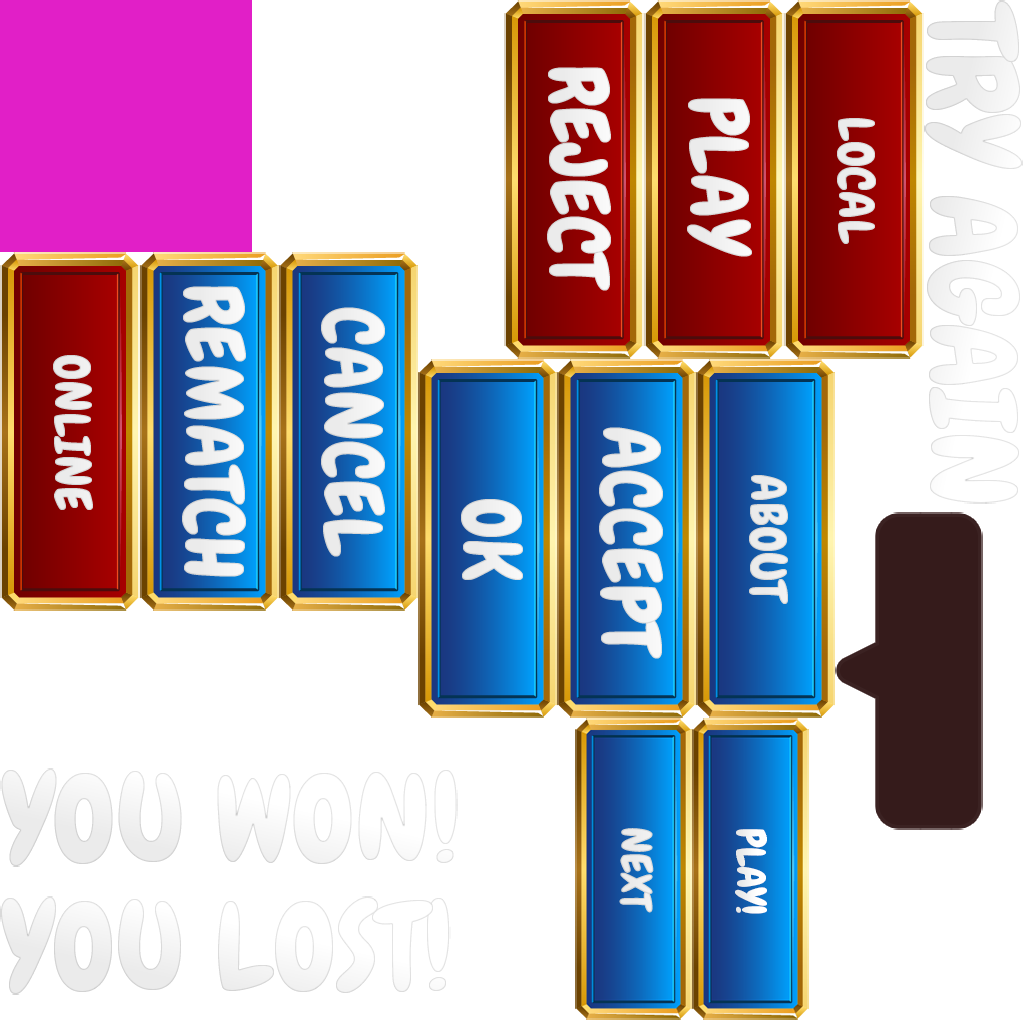 REJECT
PLAY
LOCAL
TRY AGAIN
ONLINE
REMATCH
CANCEL
OK
ACCEPT
ABOUT
NEXT
PLAY!
YOU WON!
YOU LOST!